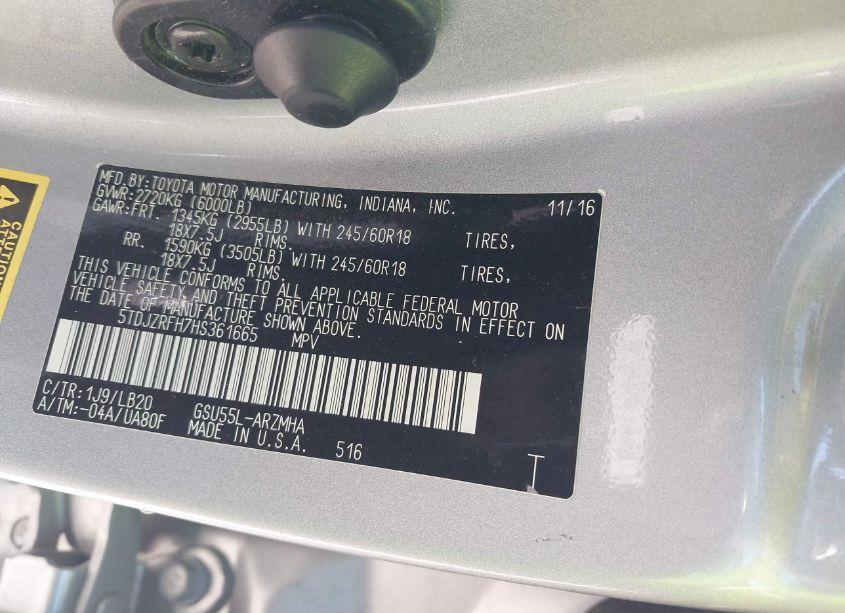 MFD.BY:TOYOTA MOTOR MANUFACTURING, INDIANA, INC. 11/16
GVWR:2720KG (6000LB)
GAWR:FRT. 1345KG (2955LB) WITH 245/60R18 TIRES,
18X7.5J RIMS.
RR. 1590KG (3505LB) WITH 245/60R18 TIRES,
18X7.5J RIMS.
THIS VEHICLE CONFORMS TO ALL APPLICABLE FEDERAL MOTOR
VEHICLE SAFETY AND THEFT PREVENTION STANDARDS IN EFFECT ON
THE DATE OF MANUFACTURE SHOWN ABOVE.
5TDJZRFH7HS361665 MPV
C/TR:1J9/LB20 GSU55L-ARZMHA
A/TM:-04A/UA80F MADE IN U.S.A. 516
T
CAUTION